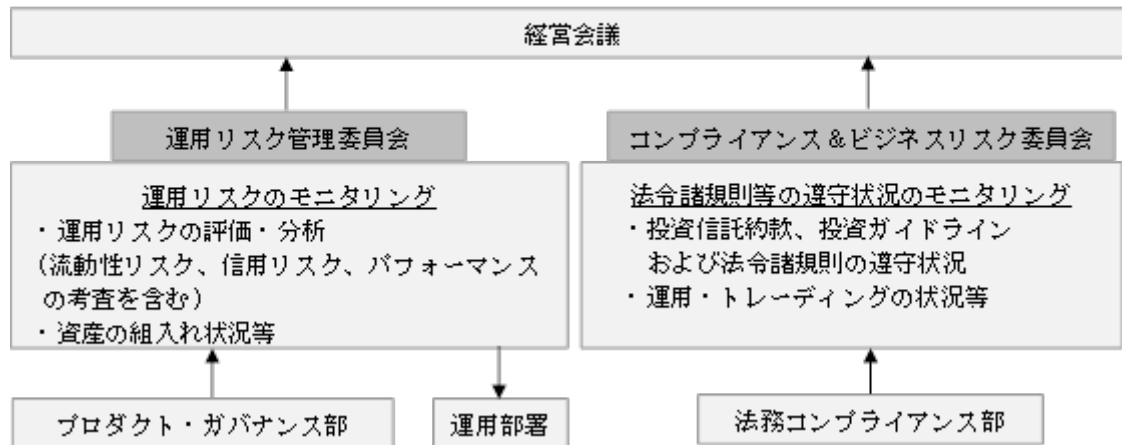 経営会議
運用リスク管理委員会
運用リスクのモニタリング
・運用リスクの評価・分析
（流動性リスク、信用リスク、パフォーマンス
の考査を含む）
・資産の組入れ状況等
プロダクト・ガバナンス部
運用部署
コンプライアンス＆ビジネスリスク委員会
法令諸規則等の遵守状況のモニタリング
・投資信託約款、投資ガイドライン
および法令諸規則の遵守状況
・運用・トレーディングの状況等
法務コンプライアンス部